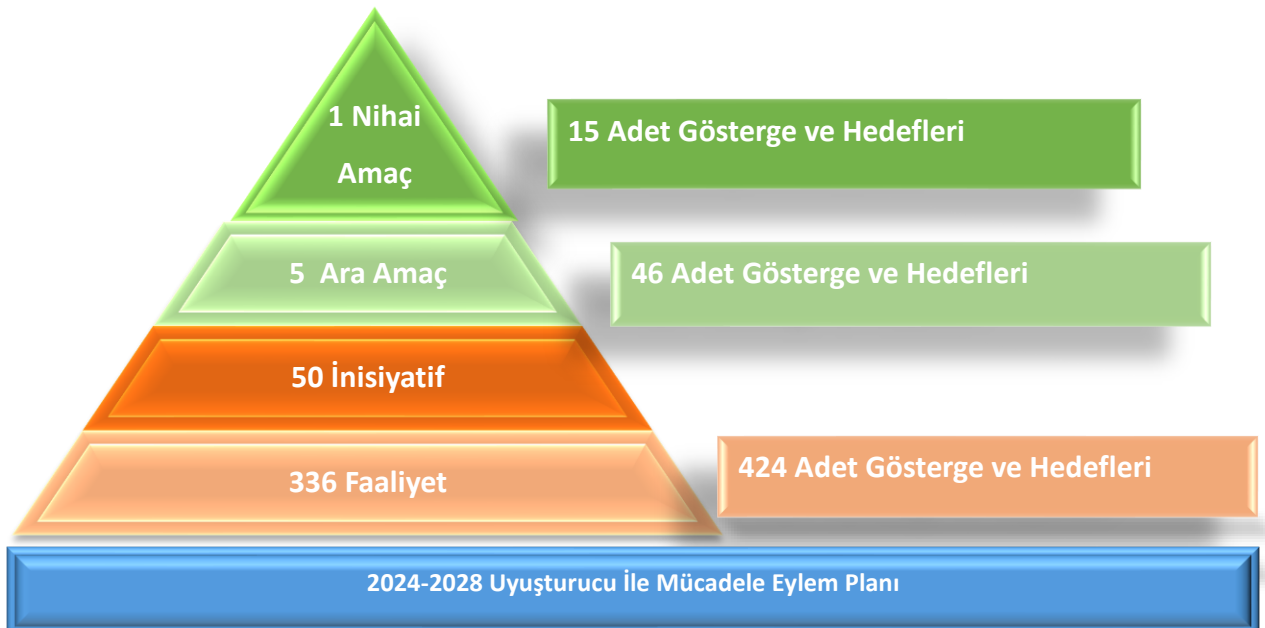 1 Nihai
Amaç
15 Adet Gösterge ve Hedefleri
5 Ara Amaç
46 Adet Gösterge ve Hedefleri
50 İnisiyatif
336 Faaliyet
424 Adet Gösterge ve Hedefleri
2024-2028 Uyuşturucu İle Mücadele Eylem Planı